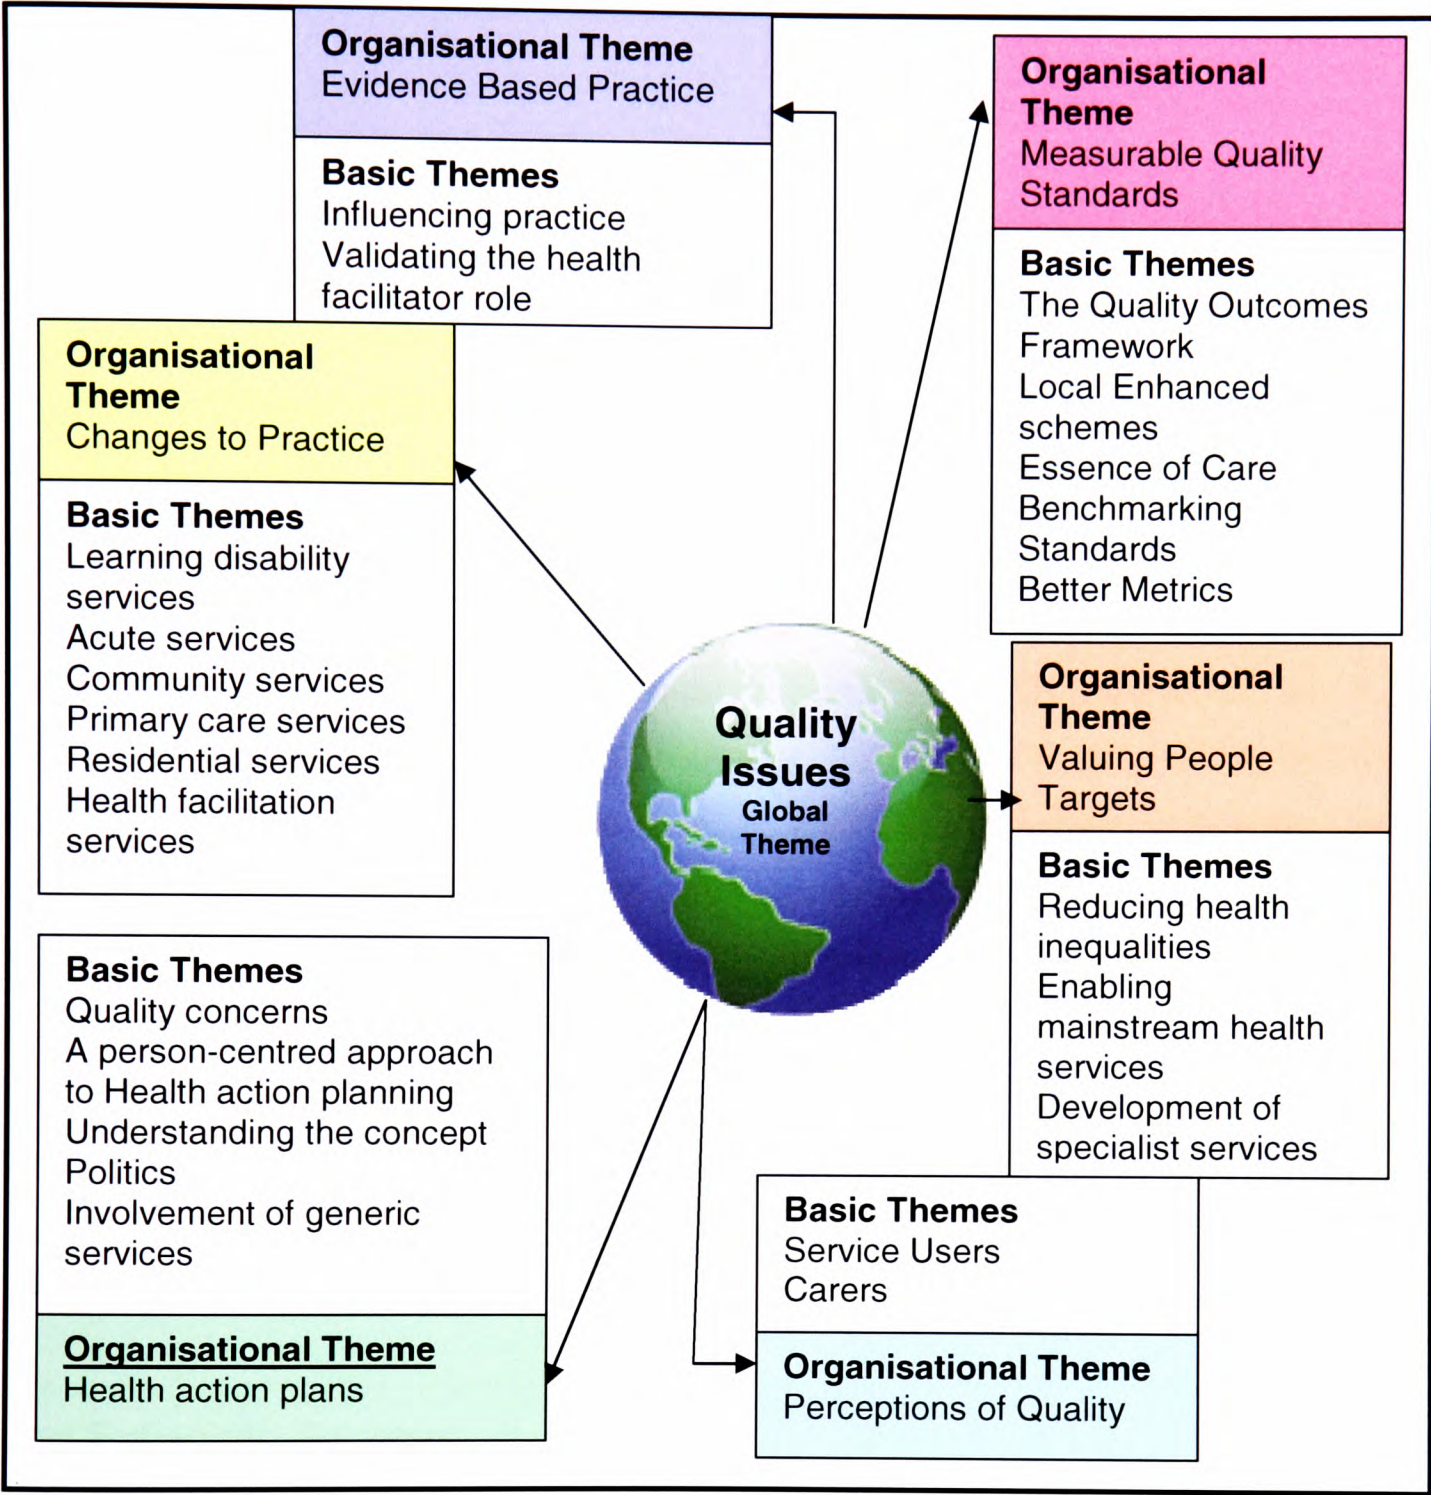 Organisational Theme
Evidence Based Practice
Basic Themes
Influencing practice
Validating the health
facilitator role
Organisational
Theme
Measurable Quality
Standards
Basic Themes
The Quality Outcomes
Framework
Local Enhanced
schemes
Essence of Care
Benchmarking
Standards
Better Metrics
Organisational
Theme
Changes to Practice
Basic Themes
Learning disability
services
Acute services
Community services
Primary care services
Residential services
Health facilitation
services
Quality
Issues
Global
Theme
Organisational
Theme
Valuing People
Targets
Basic Themes
Reducing health
inequalities
Enabling
mainstream health
services
Development of
specialist services
Basic Themes
Quality concerns
A person-centred approach
to Health action planning
Understanding the concept
Politics
Involvement of generic
services
Organisational Theme
Health action plans
Basic Themes
Service Users
Carers
Organisational Theme
Perceptions of Quality